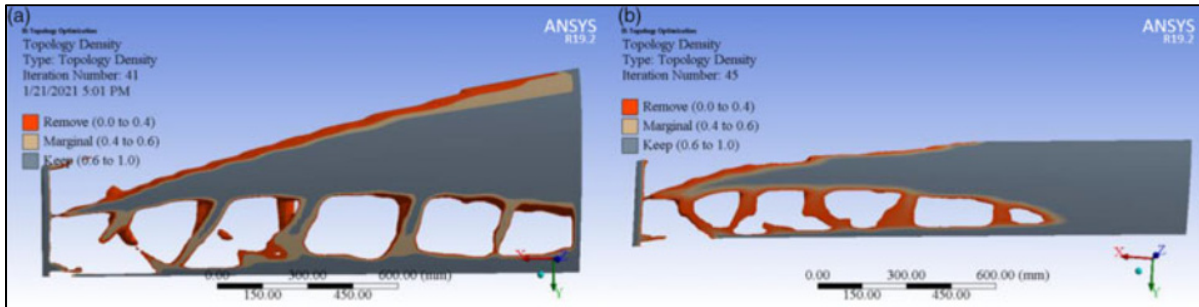 (a)
ANSYS
R19.2
B: Topology Optimization
Topology Density
Type: Topology Density
Iteration Number: 41
1/21/2021 5:01 PM
Remove (0.0 to 0.4)
Marginal (0.4 to 0.6)
Keep (0.6 to 1.0)
0.00 300.00 600.00 (mm)
150.00 450.00
X Z
Y
(b)
ANSYS
R19.2
Topology Optimization
Topology Density
Type: Topology Density
Iteration Number: 45
Remove (0.0 to 0.4)
Marginal (0.4 to 0.6)
Keep (0.6 to 1.0)
0.00 300.00 600.00 (mm)
150.00 450.00
X Z
Y